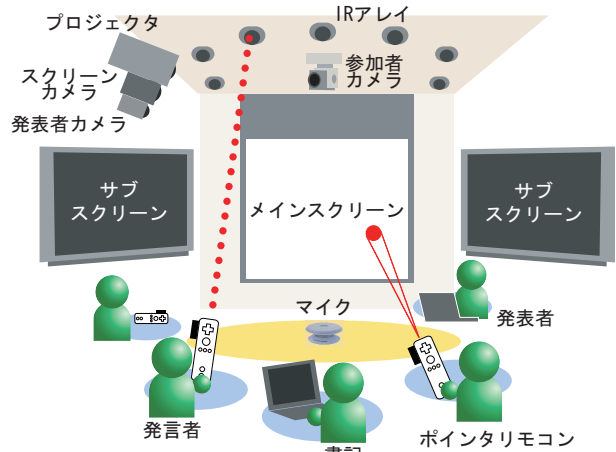 プロジェクタ
IRアレイ
スクリーン
カメラ
参加者
カメラ
発表者カメラ
サブ
スクリーン
メインスクリーン
サブ
スクリーン
マイク
発表者
発言者
書記
ポインタリモコン